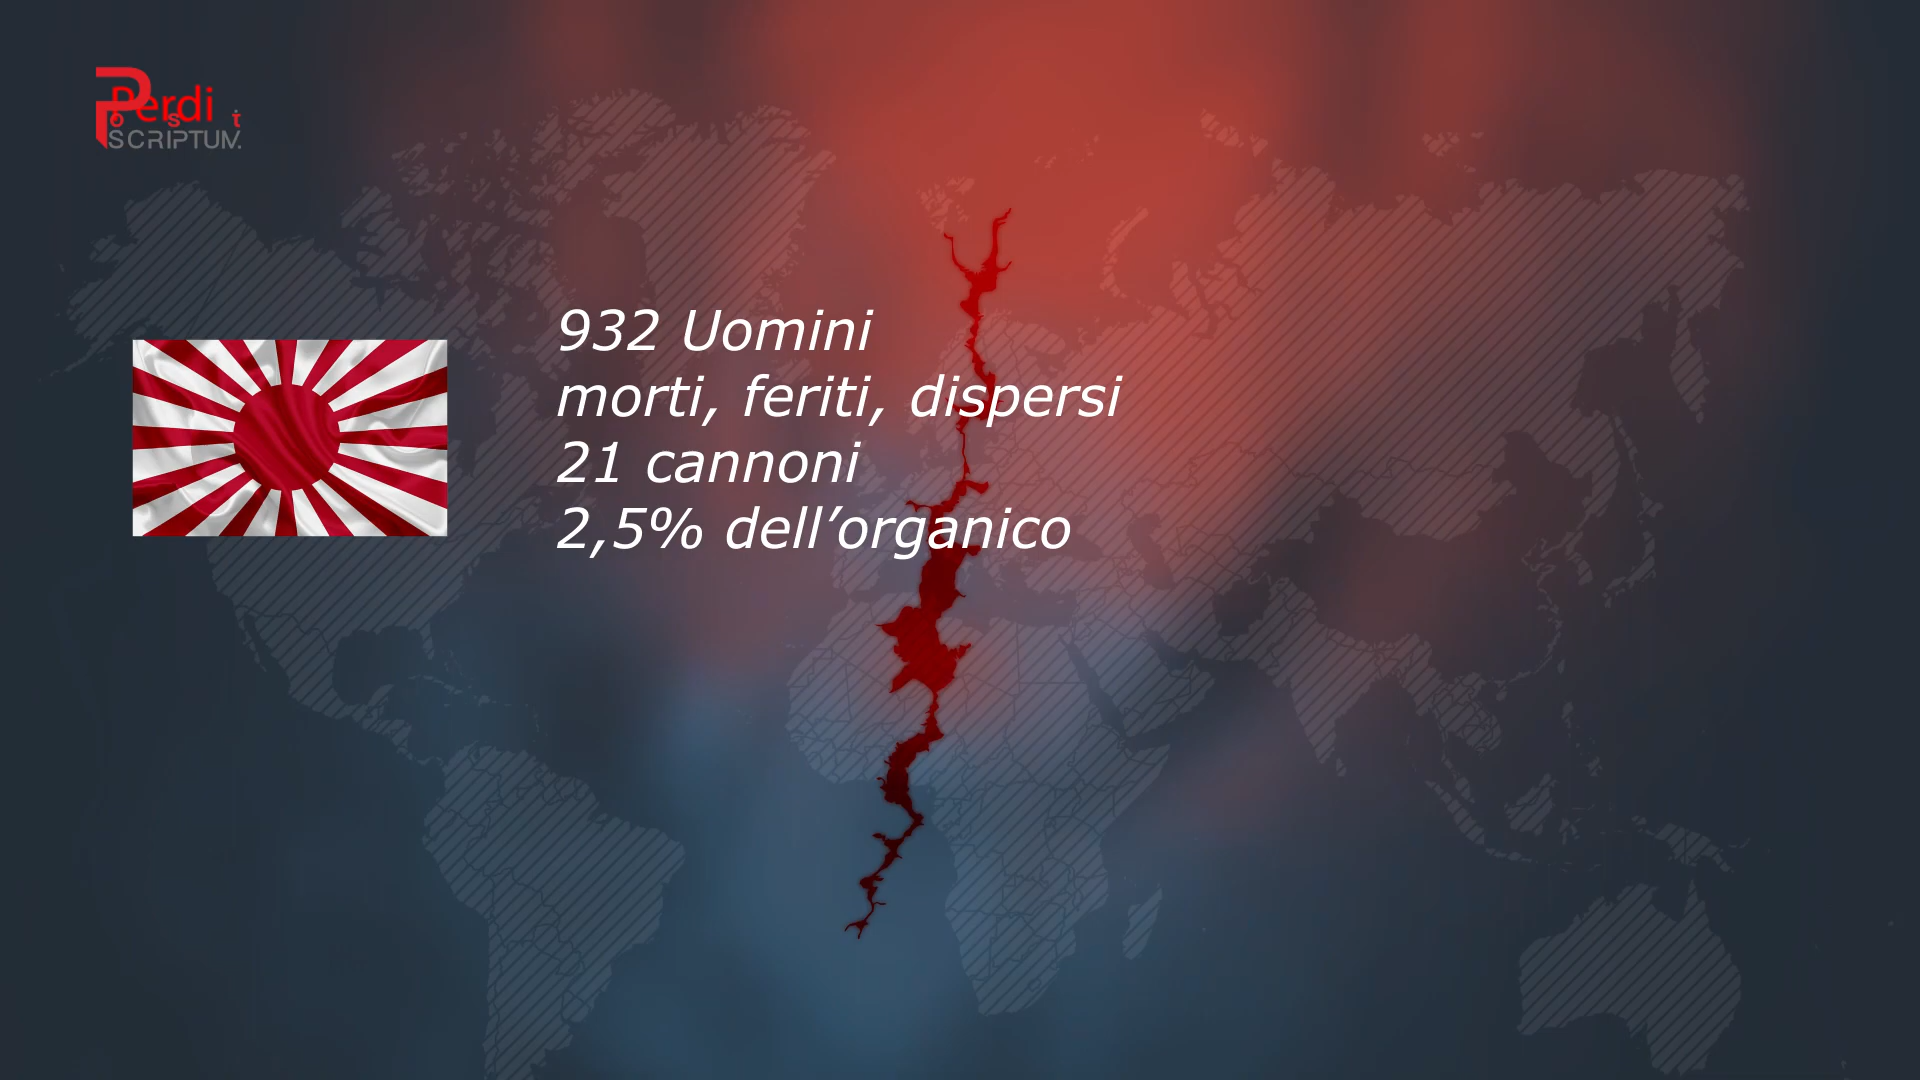 Perdi
Post
SCRIPTUM.
932 Uomini
morti, feriti, dispersi
21 cannoni
2,5% dell’organico